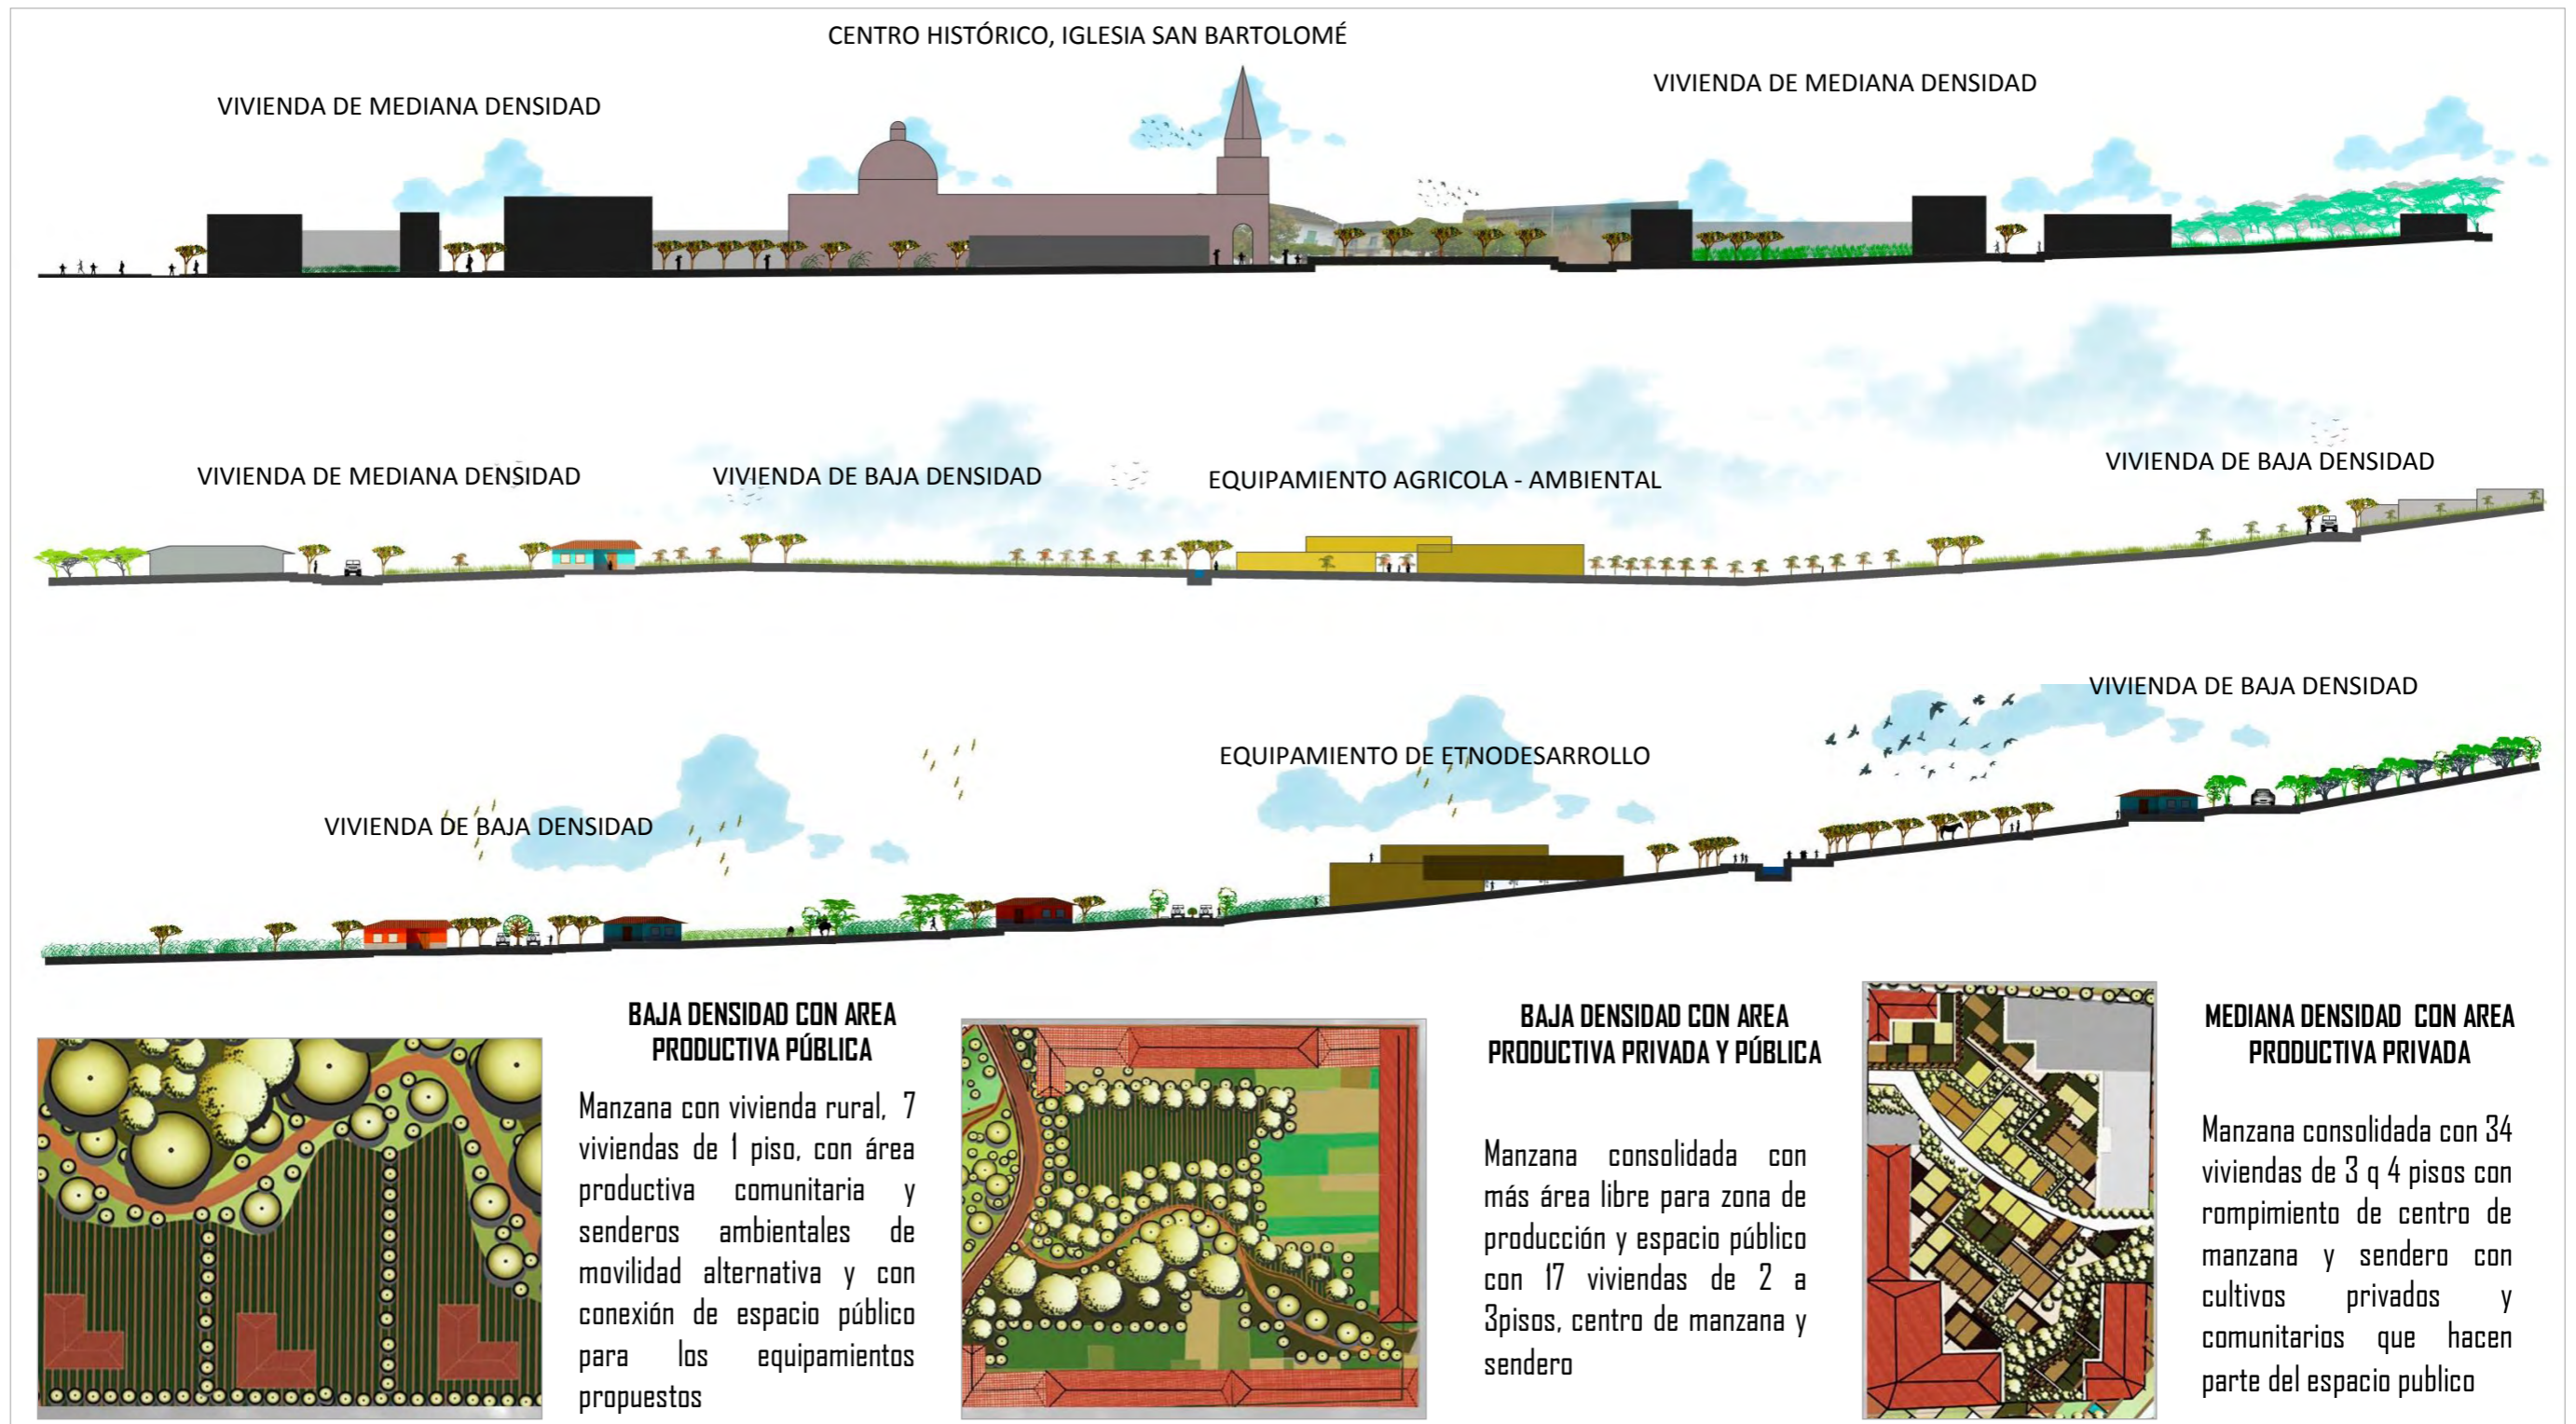 CENTRO HISTÓRICO, IGLESIA SAN BARTOLOMÉ
VIVIENDA DE MEDIANA DENSIDAD
VIVIENDA DE MEDIANA DENSIDAD
VIVIENDA DE MEDIANA DENSIDAD
VIVIENDA DE BAJA DENSIDAD
EQUIPAMIENTO AGRICOLA - AMBIENTAL
VIVIENDA DE BAJA DENSIDAD
VIVIENDA DE BAJA DENSIDAD
EQUIPAMIENTO DE ETNODESARROLLO
VIVIENDA DE BAJA DENSIDAD
BAJA DENSIDAD CON AREA
PRODUCTIVA PÚBLICA
Manzana con vivienda rural, 7
viviendas de 1 piso, con área
productiva comunitaria y
senderos ambientales de
movilidad alternativa y con
conexión de espacio público
para los equipamientos
propuestos
BAJA DENSIDAD CON AREA
PRODUCTIVA PRIVADA Y PÚBLICA
Manzana consolidada con
más área libre para zona de
producción y espacio público
con 17 viviendas de 2 a
3pisos, centro de manzana y
sendero
MEDIANA DENSIDAD CON AREA
PRODUCTIVA PRIVADA
Manzana consolidada con 34
viviendas de 3 q 4 pisos con
rompimiento de centro de
manzana y sendero con
cultivos privados y
comunitarios que hacen
parte del espacio publico